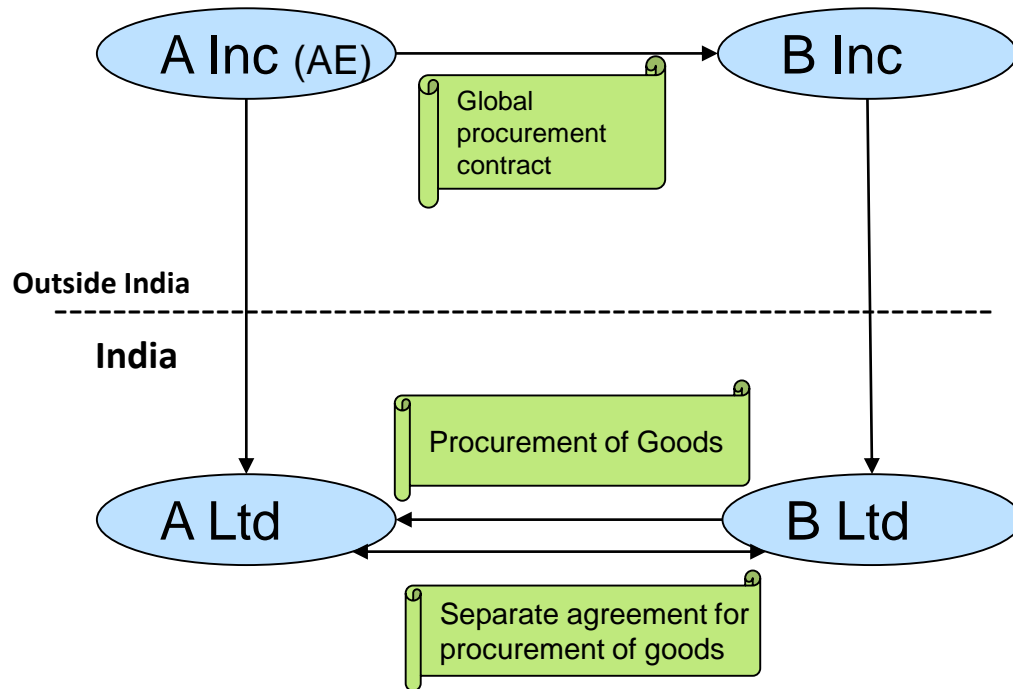 A Inc (AE)
B Inc
Global
procurement
contract
Outside India
India
Procurement of Goods
A Ltd
B Ltd
Separate agreement for
procurement of goods